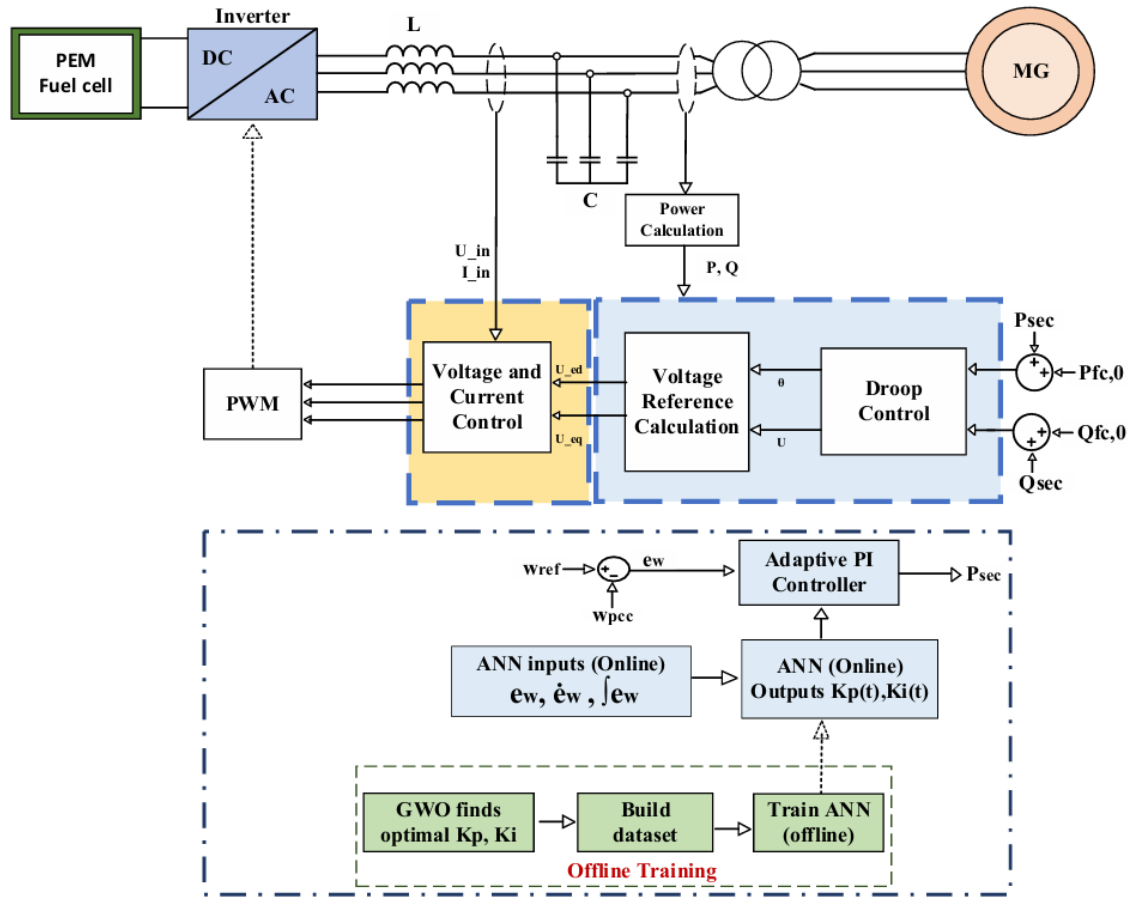 Inverter
L
PEM
Fuel cell
DC
AC
MG
C
Power
Calculation
U_in
I_in
P, Q
Psec
Pfc,0
Voltage and
Current
Control
U_ed
U_eq
Voltage
Reference
Calculation
θ
U
Droop
Control
+
+
PWM
Qfc,0
+
+
Qsec
wref
+
-
ew
wpcc
Adaptive PI
Controller
Psec
ANN inputs (Online)
ew, ėw , ∫ew
ANN (Online)
Outputs Kp(t),Ki(t)
GWO finds
optimal Kp, Ki
Build
dataset
Train ANN
(offline)
Offline Training